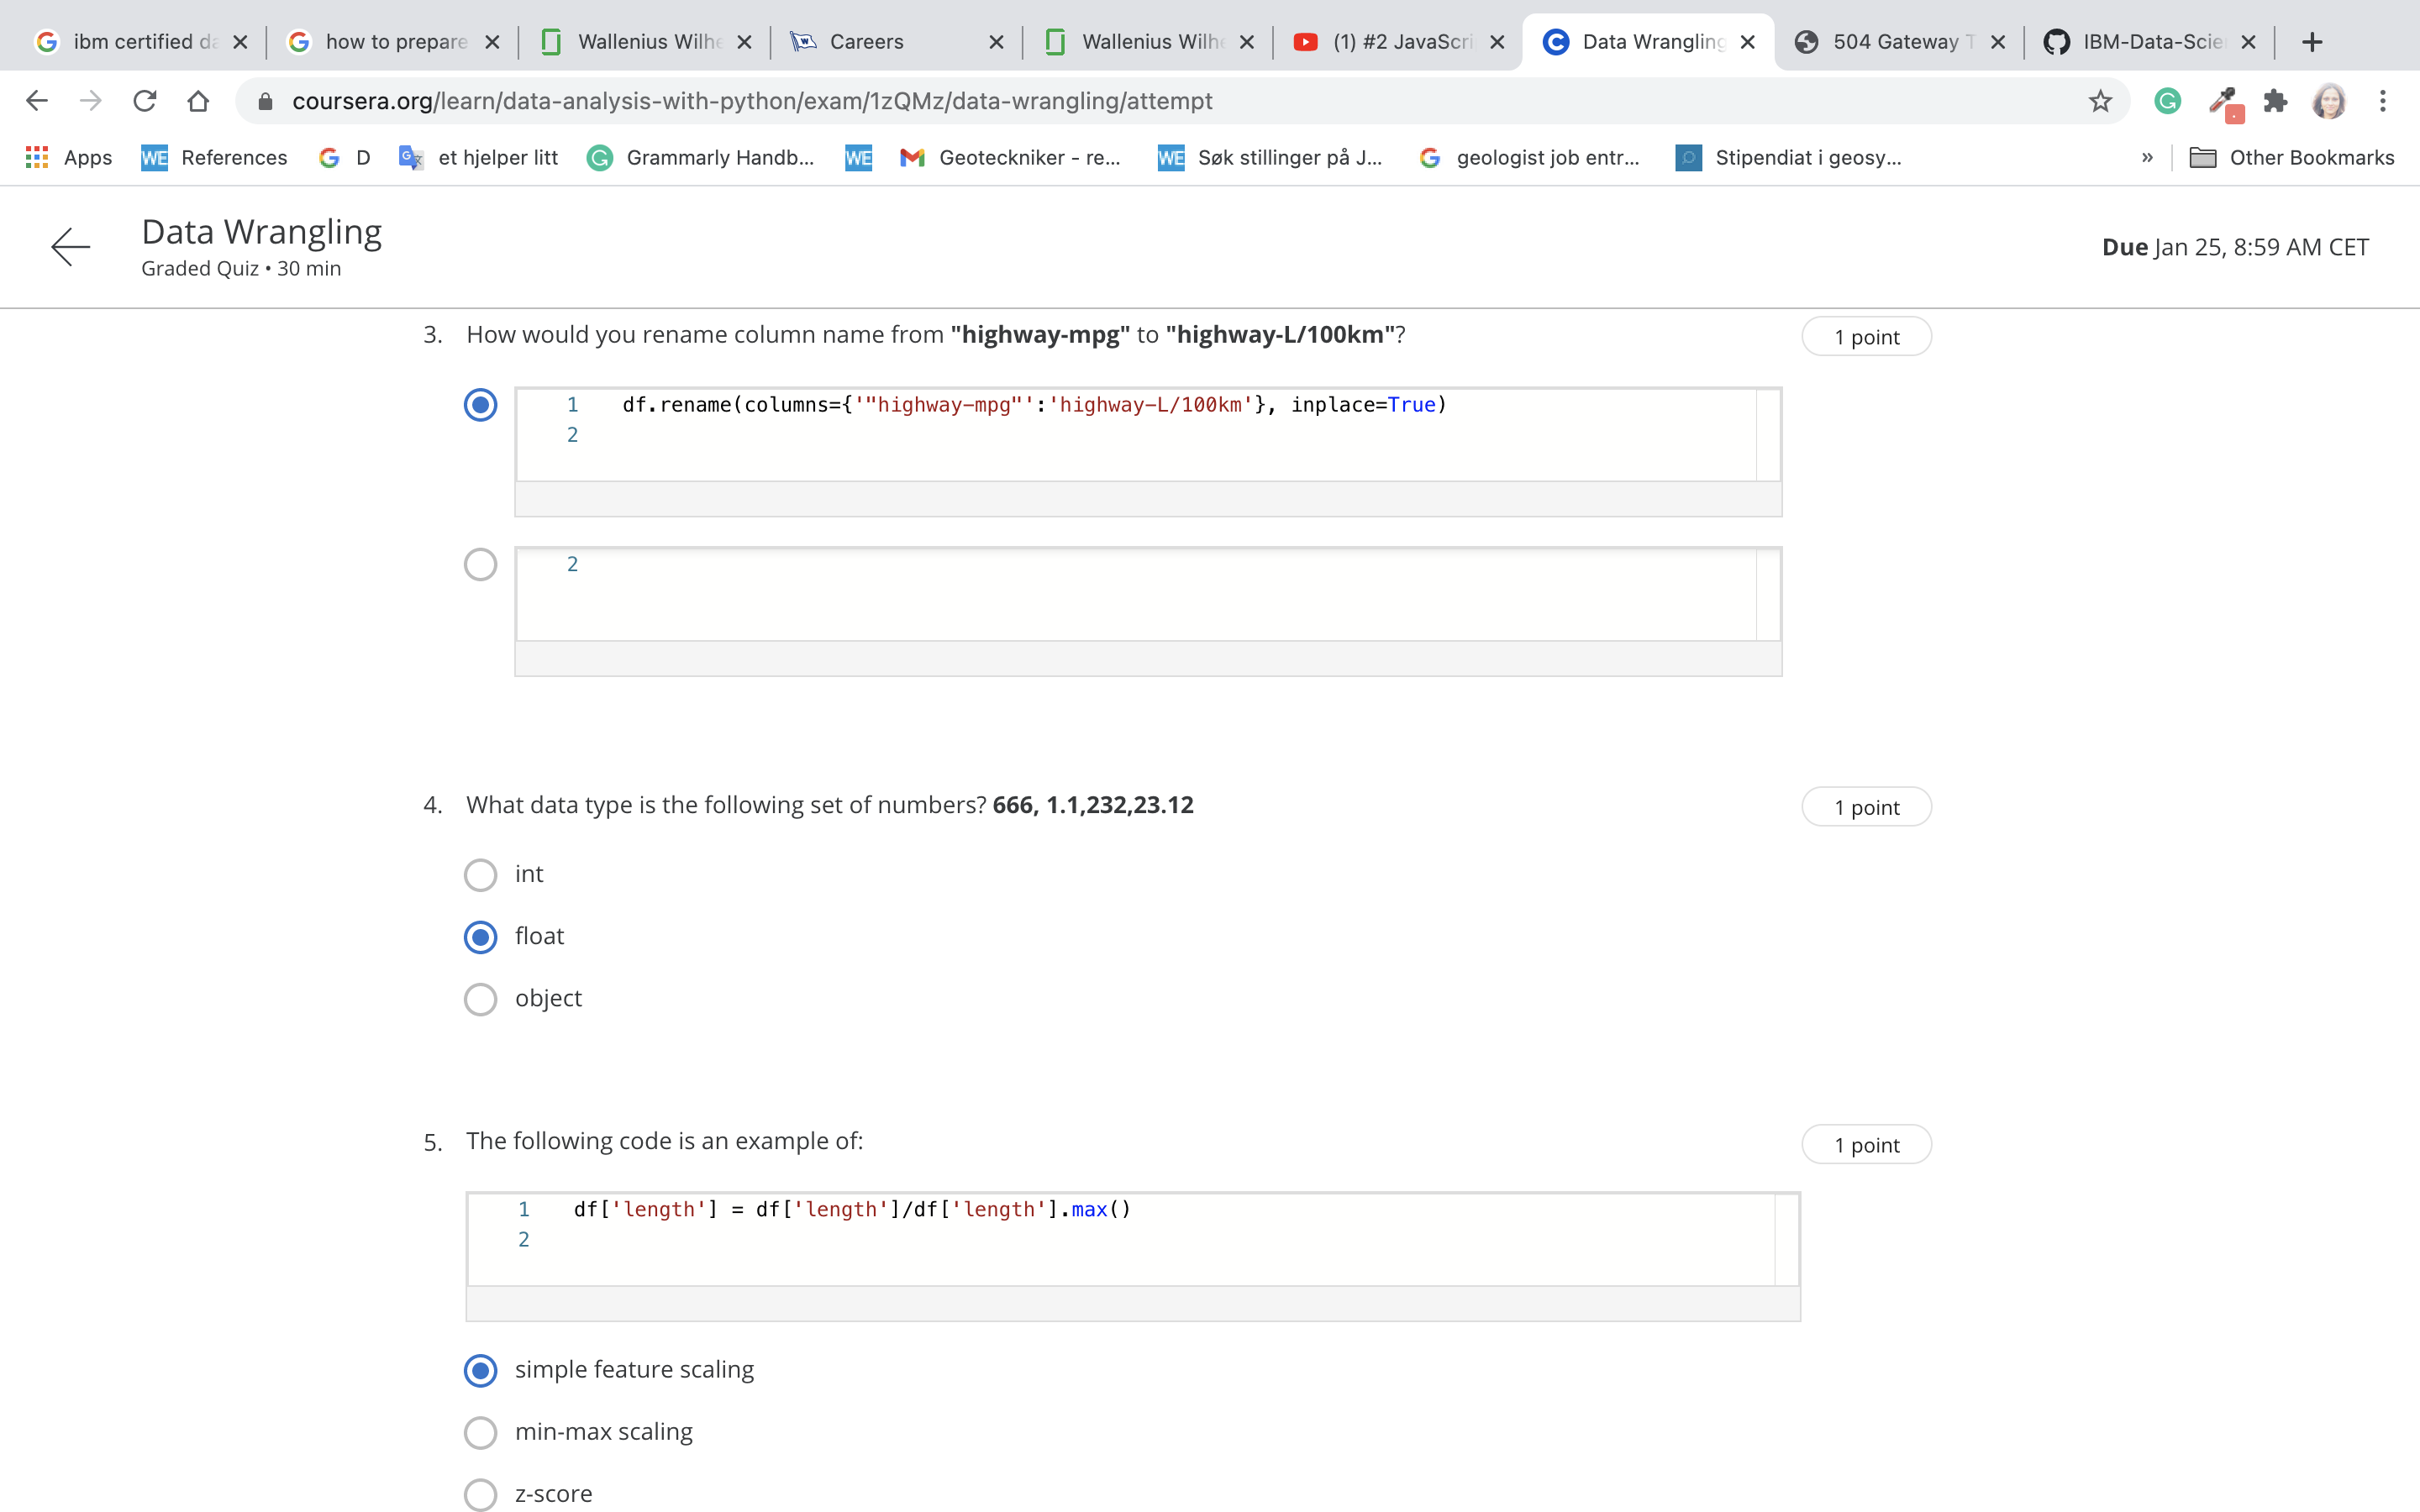 ibm certified da
how to prepare
Wallenius Wilhe
Careers
Wallenius Wilhe
(1) #2 JavaScri
Data Wrangling
504 Gateway T
IBM-Data-Scie
coursera.org/learn/data-analysis-with-python/exam/1zQMz/data-wrangling/attempt
Apps
WE References
D
et hjelper litt
Grammarly Handb...
WE
Geoteckniker - re...
WE Søk stillinger på J...
geologist job entr...
Stipendiat i geosy...
»
Other Bookmarks
Data Wrangling
Graded Quiz • 30 min
Due Jan 25, 8:59 AM CET
3. How would you rename column name from "highway-mpg" to "highway-L/100km"?
1 point
1 df.rename(columns={'"highway-mpg"':'highway-L/100km'}, inplace=True)
2
2
4. What data type is the following set of numbers? 666, 1.1,232,23.12
1 point
int
float
object
5. The following code is an example of:
1 point
1 df['length'] = df['length']/df['length'].max()
2
simple feature scaling
min-max scaling
z-score